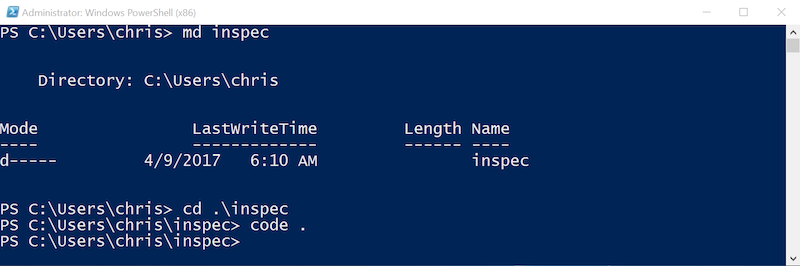 Administrator: Windows PowerShell (x86)
PS C:\Users\chris> md inspec
Directory: C:\Users\chris
Mode LastWriteTime Length Name
---- ------------- ------ ----
d----- 4/9/2017 6:10 AM inspec
PS C:\Users\chris> cd .\inspec
PS C:\Users\chris\inspec> code .
PS C:\Users\chris\inspec>